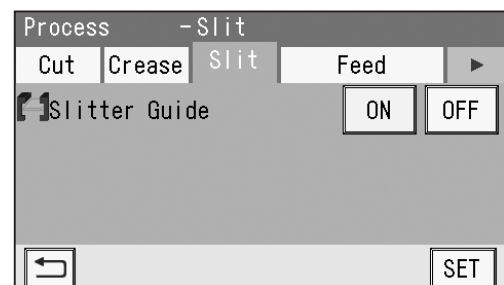 Process -Slit
Cut Crease Slit Feed ►
Slitter Guide ON OFF
SET